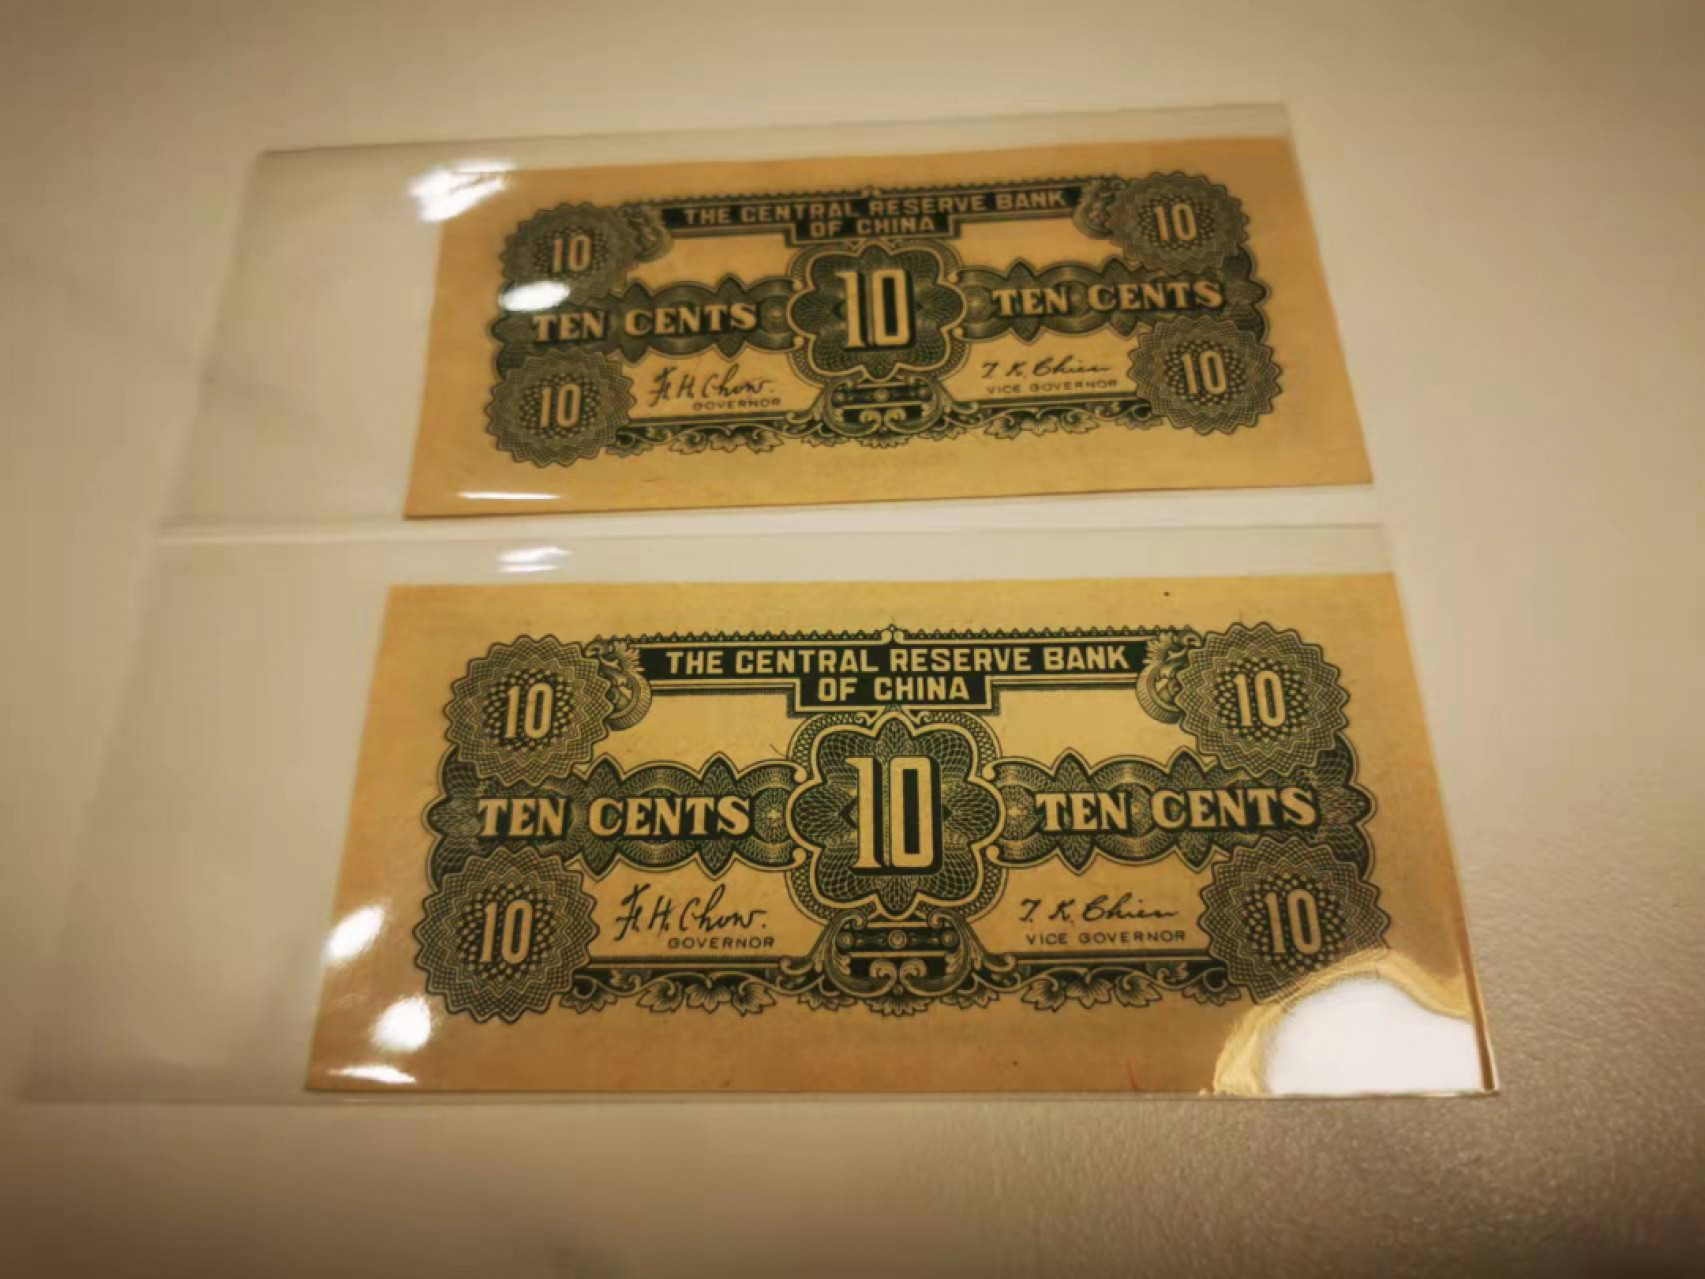 THE CENTRAL RESERVE BANK
OF CHINA
10
10
10
TEN CENTS
TEN CENTS
10
10
F. H. Chow.
GOVERNOR
T. K. Chien
VICE GOVERNOR
THE CENTRAL RESERVE BANK
OF CHINA
10
10
10
TEN CENTS
TEN CENTS
10
10
F. H. Chow.
GOVERNOR
T. K. Chien
VICE GOVERNOR